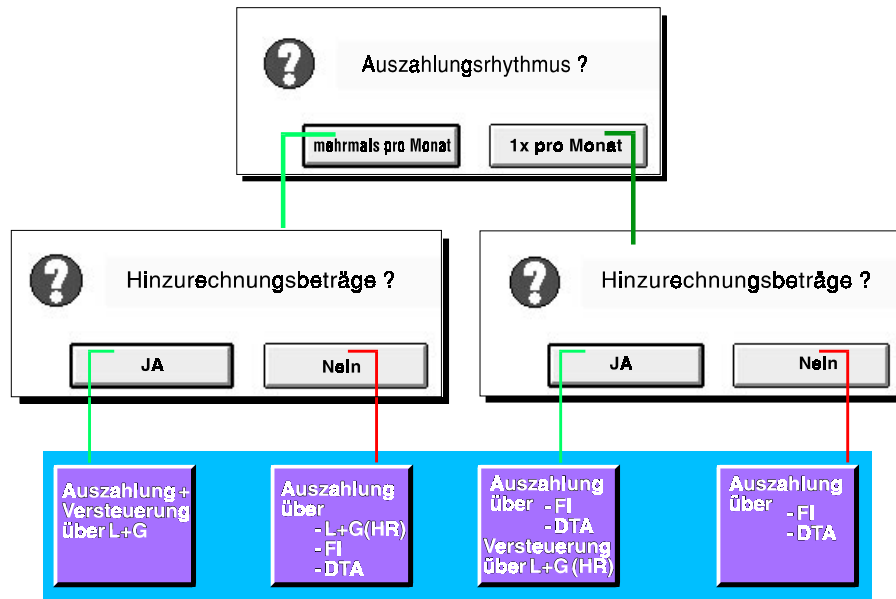 Auszahlungsrhythmus ?
mehrmals pro Monat
1x pro Monat
Hinzurechnungsbeträge ?
JA
Nein
Hinzurechnungsbeträge ?
JA
Nein
Auszahlung +
Versteuerung
über L+G
Auszahlung
über
- L+G(HR)
- FI
- DTA
Auszahlung
über - FI
- DTA
Versteuerung
über L+G (HR)
Auszahlung
über - FI
- DTA